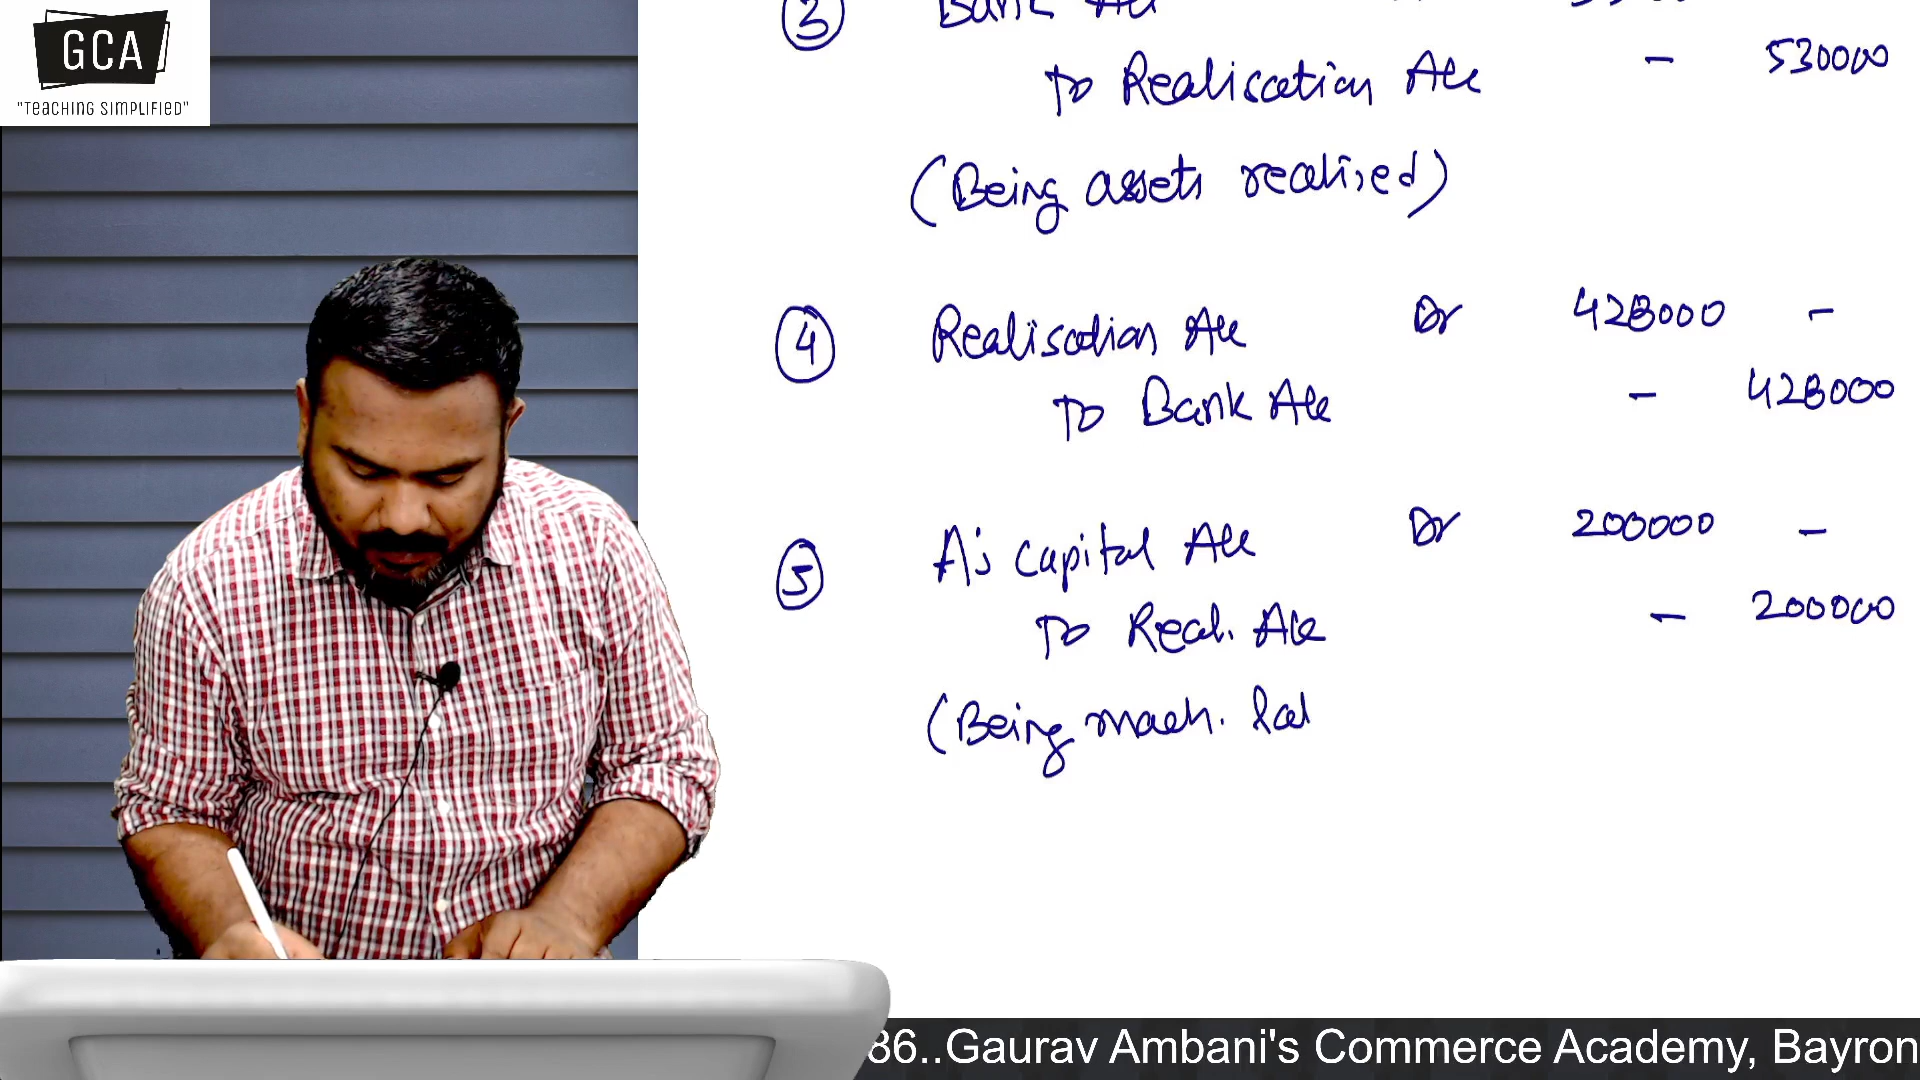 GCA
"TEACHING SIMPLIFIED"
3 Bank A/c
To Realisation A/c - 530000
(Being assets realised)
4 Realisation A/c Dr 428000 -
To Bank A/c - 428000
5 A's Capital A/c Dr 200000 -
To Real. A/c - 200000
(Being mach.
86..Gaurav Ambani's Commerce Academy, Bayron